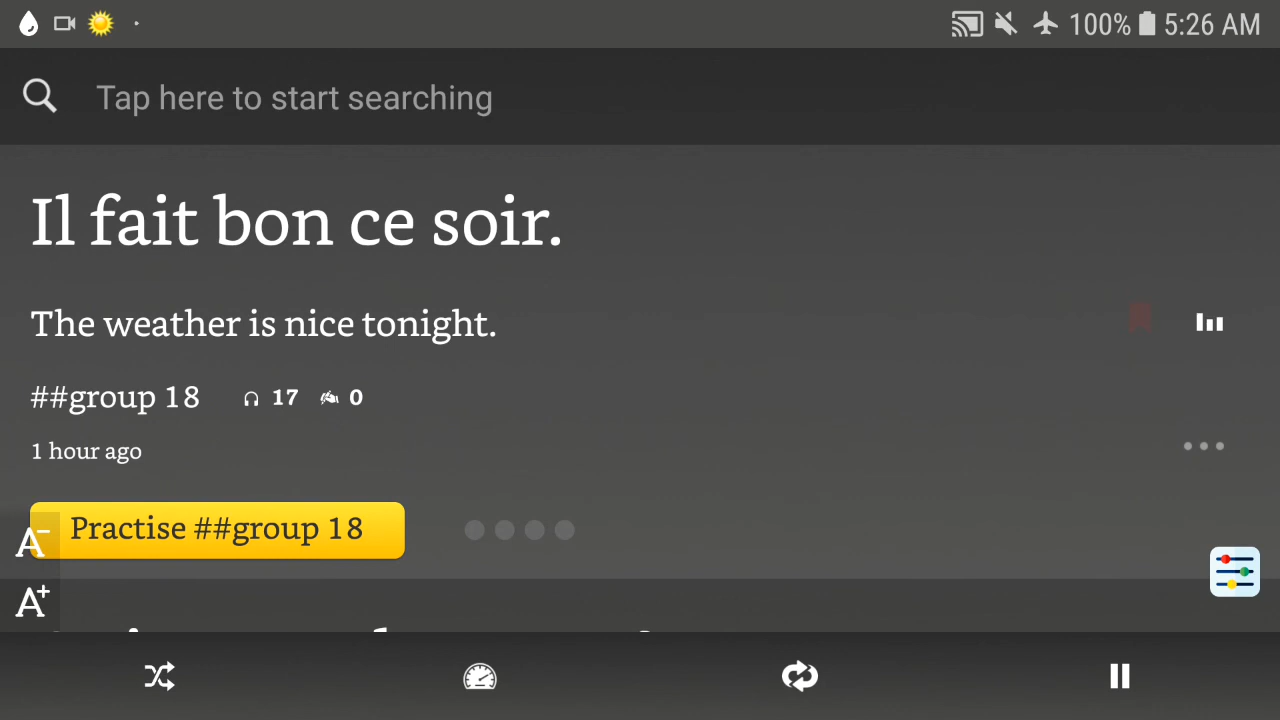 100% 5:26 AM
Tap here to start searching
Il fait bon ce soir.
The weather is nice tonight.
##group 18 17 0
1 hour ago
Practise ##group 18
A-
A+